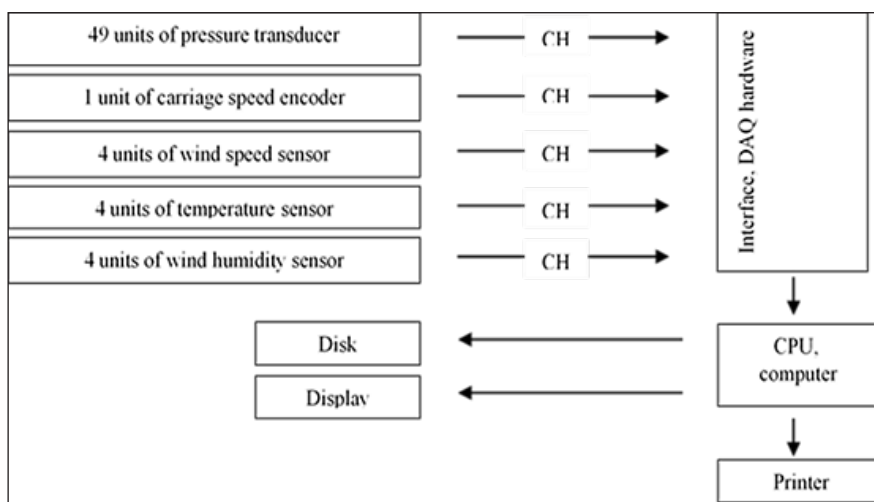 49 units of pressure transducer
CH
1 unit of carriage speed encoder
CH
4 units of wind speed sensor
CH
4 units of temperature sensor
CH
4 units of wind humidity sensor
CH
Interface, DAQ hardware
Disk
Display
CPU,
computer
Printer